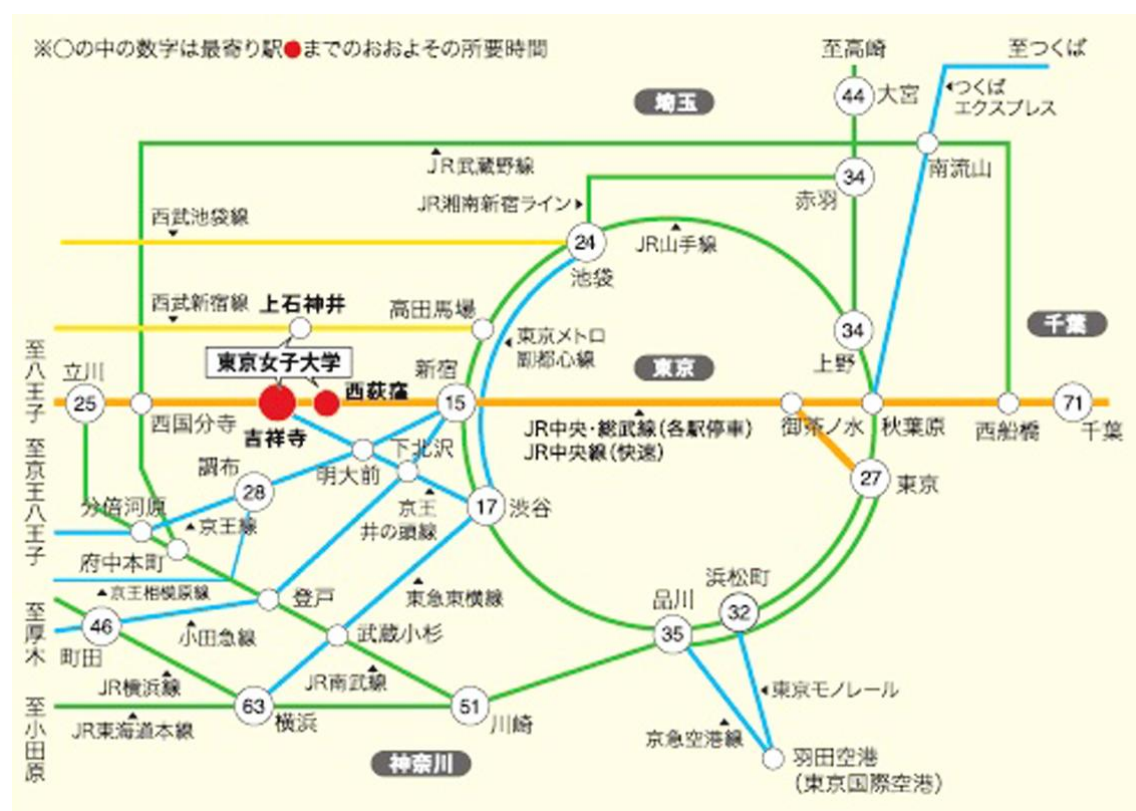 ※○の中の数字は最寄り駅●までのおおよその所要時間
至高崎
至つくば
44
大宮
◀つくば
エクスプレス
埼玉
▲
JR武蔵野線
南流山
34
赤羽
JR湘南新宿ライン▶
西武池袋線
▼
24
池袋
▲
JR山手線
西武新宿線
▼
上石神井
高田馬場
◀東京メトロ
副都心線
34
上野
千葉
東京女子大学
東京
至八王子
立川
25
西国分寺
吉祥寺
西荻窪
新宿
15
▲
JR中央・総武線(各駅停車)
JR中央線(快速)
御茶ノ水
秋葉原
西船橋
71
千葉
至京王八王子
調布
28
明大前
下北沢
27
東京
分倍河原
▲京王線
▲
京王
井の頭線
17
渋谷
府中本町
▲京王相模原線
登戸
▲
東急東横線
浜松町
32
品川
35
至厚木
46
町田
▲
小田急線
武蔵小杉
▲
JR横浜線
▲
JR南武線
◀東京モノレール
至小田原
▲
JR東海道本線
63
横浜
51
川崎
▲
京急空港線
神奈川
羽田空港
(東京国際空港)